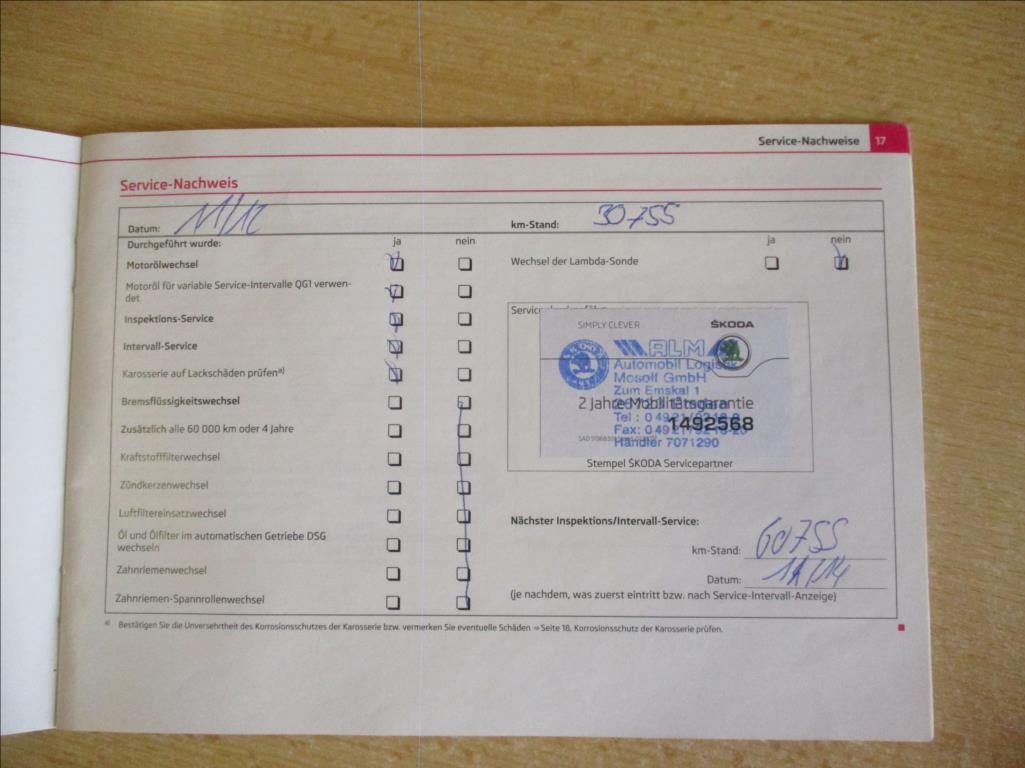 Service-Nachweise 17
Service-Nachweis
Datum: 11/12
km-Stand: 30755
Durchgeführt wurde: ja nein
ja nein
Motorölwechsel
Wechsel der Lambda-Sonde
Motoröl für variable Service-Intervalle QG1 verwen-
det
Inspektions-Service
Intervall-Service
Karosserie auf Lackschäden prüfen a)
Bremsflüssigkeitswechsel
Zusätzlich alle 60 000 km oder 4 Jahre
Kraftstofffilterwechsel
Zündkerzenwechsel
Luftfiltereinsatzwechsel
Öl und Ölfilter im automatischen Getriebe DSG
wechseln
Zahnriemenwechsel
Zahnriemen-Spannrollenwechsel
Service
SIMPLY CLEVER ŠKODA
ALM
Automobil Logistik
Mosolf GmbH
Zum Emskai 1
2 Jahre Mobilitätsgarantie
Tel :
1492568
Fax:
Händler 7071290
Stempel ŠKODA Servicepartner
Nächster Inspektions/Intervall-Service:
km-Stand: 60755
Datum: 11/14
(je nachdem, was zuerst eintritt bzw. nach Service-Intervall-Anzeige)
a) Bestätigen Sie die Unversehrtheit des Korrosionsschutzes der Karosserie bzw. vermerken Sie eventuelle Schäden ⇒ Seite 18, Korrosionsschutz der Karosserie prüfen.